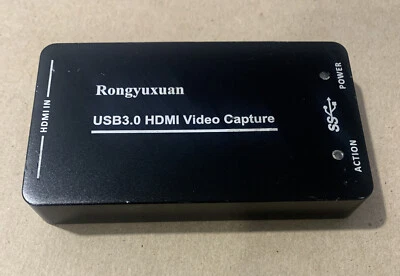 HDMI IN
Rongyuxuan
USB3.0 HDMI Video Capture
POWER
SS
ACTION